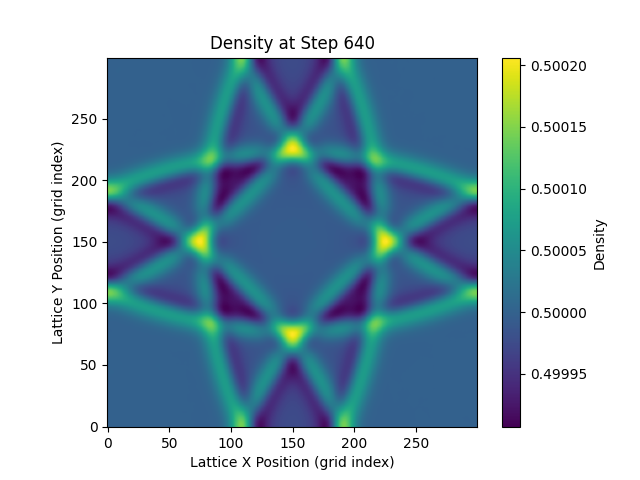 Density at Step 640
250
200
150
100
50
0
0 50 100 150 200 250
Lattice X Position (grid index)
Lattice Y Position (grid index)
0.50020
0.50015
0.50010
0.50005
0.50000
0.49995
Density